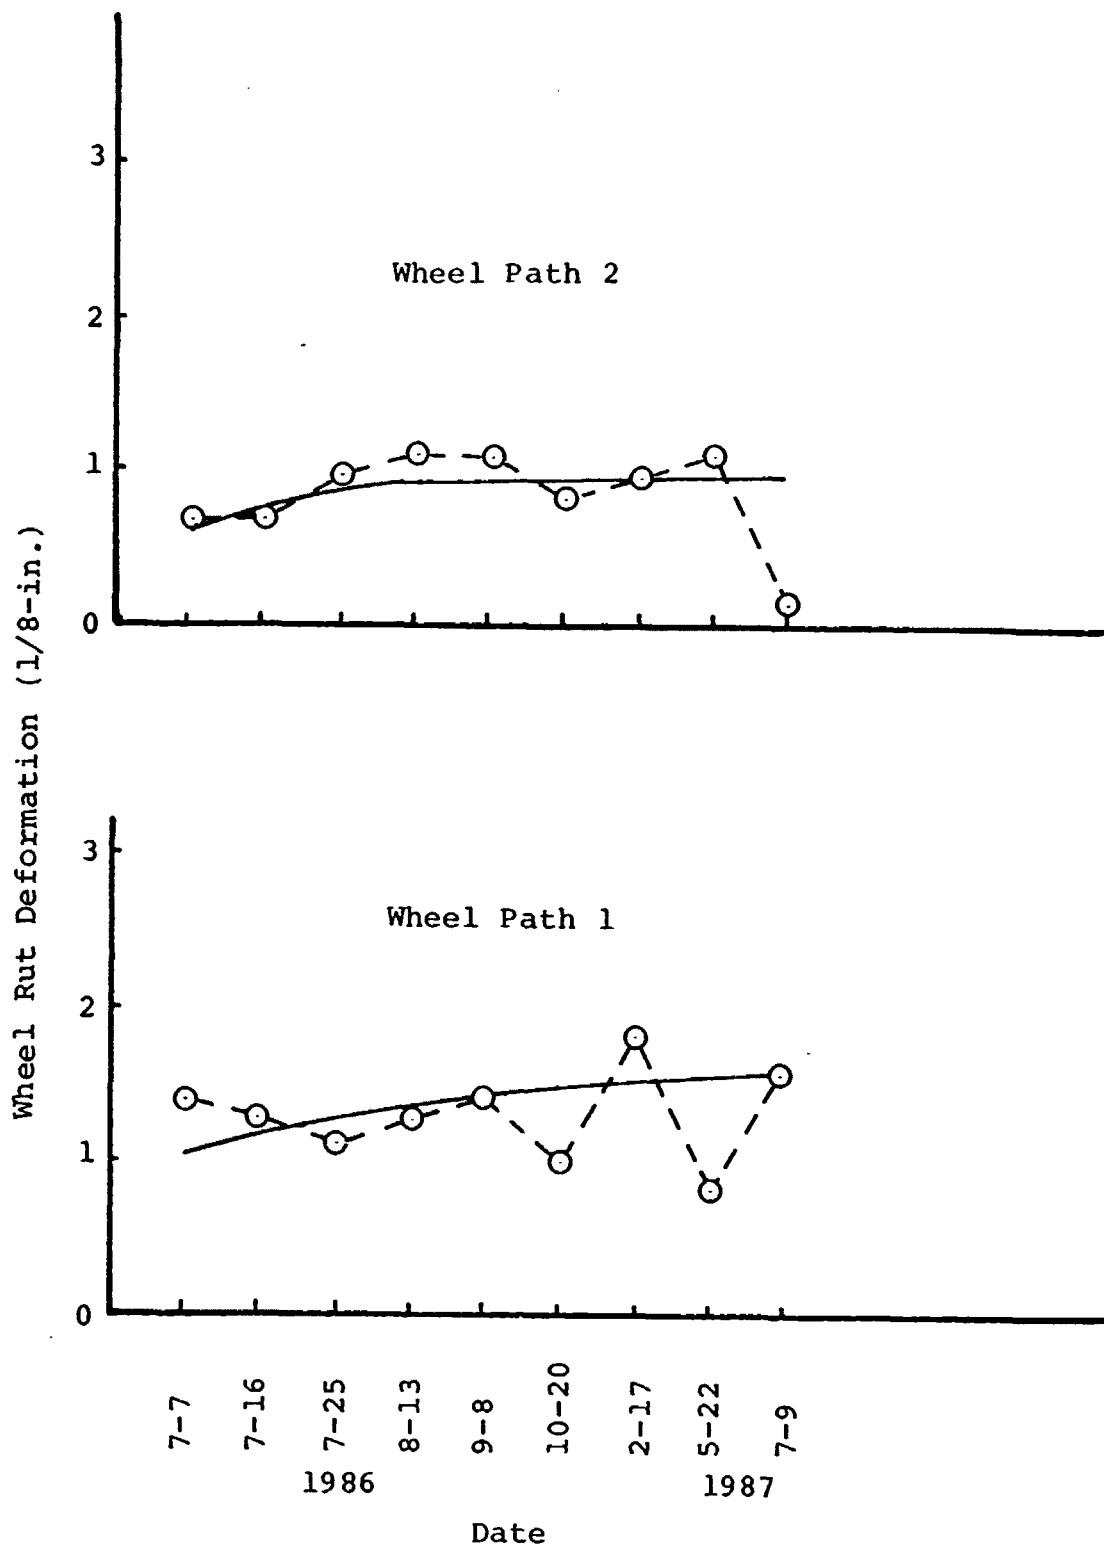 Wheel Rut Deformation (1/8-in.)
3
Wheel Path 2
2
1
0
3
Wheel Path 1
2
1
0
7-7 7-16 7-25 8-13 9-8 10-20 2-17 5-22 7-9
1986 1987
Date